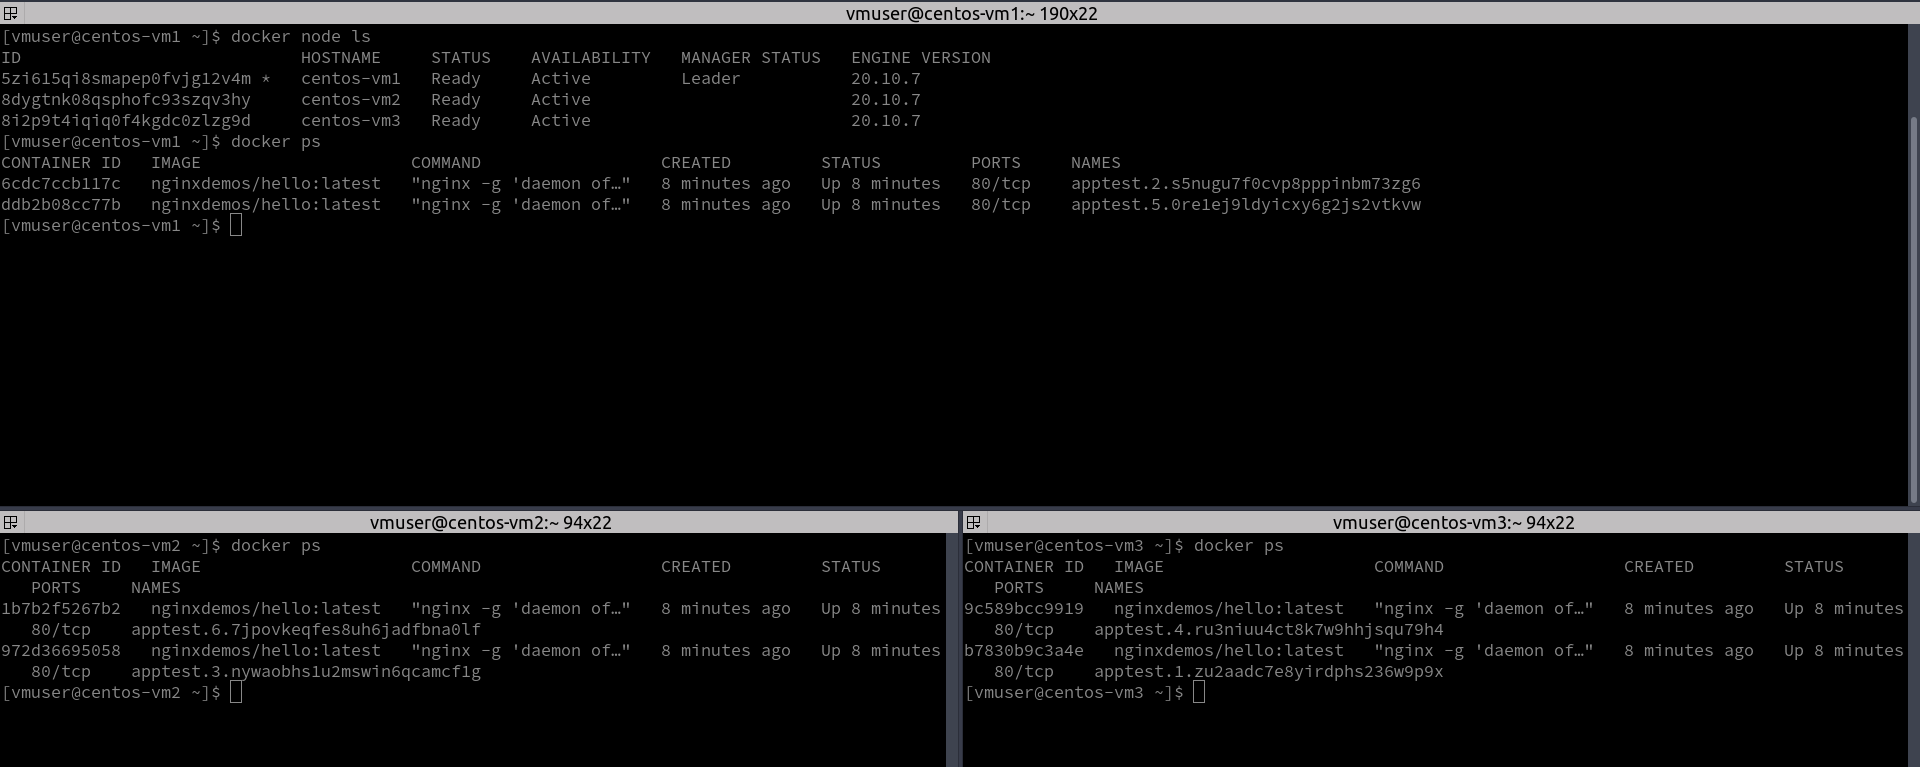 vmuser@centos-vm1:~ 190x22
[vmuser@centos-vm1 ~]$ docker node ls
ID                            HOSTNAME     STATUS    AVAILABILITY   MANAGER STATUS   ENGINE VERSION
5zi615qi8smapep0fvjg12v4m *   centos-vm1   Ready     Active         Leader           20.10.7
8dygtnk08qsphofc93szqv3hy     centos-vm2   Ready     Active                          20.10.7
8i2p9t4iqiq0f4kgdc0zlzg9d     centos-vm3   Ready     Active                          20.10.7
[vmuser@centos-vm1 ~]$ docker ps
CONTAINER ID   IMAGE                     COMMAND                  CREATED         STATUS         PORTS     NAMES
6cdc7ccb117c   nginxdemos/hello:latest   "nginx -g 'daemon of…"   8 minutes ago   Up 8 minutes   80/tcp    apptest.2.s5nugu7f0cvp8pppinbm73zg6
ddb2b08cc77b   nginxdemos/hello:latest   "nginx -g 'daemon of…"   8 minutes ago   Up 8 minutes   80/tcp    apptest.5.0re1ej9ldyicxy6g2js2vtkvw
[vmuser@centos-vm1 ~]$
vmuser@centos-vm2:~ 94x22
[vmuser@centos-vm2 ~]$ docker ps
CONTAINER ID   IMAGE                     COMMAND                  CREATED         STATUS
   PORTS     NAMES
1b7b2f5267b2   nginxdemos/hello:latest   "nginx -g 'daemon of…"   8 minutes ago   Up 8 minutes
   80/tcp    apptest.6.7jpovkeqfes8uh6jadfbna0lf
972d36695058   nginxdemos/hello:latest   "nginx -g 'daemon of…"   8 minutes ago   Up 8 minutes
   80/tcp    apptest.3.nywaobhs1u2mswin6qcamcf1g
[vmuser@centos-vm2 ~]$
vmuser@centos-vm3:~ 94x22
[vmuser@centos-vm3 ~]$ docker ps
CONTAINER ID   IMAGE                     COMMAND                  CREATED         STATUS
   PORTS     NAMES
9c589bcc9919   nginxdemos/hello:latest   "nginx -g 'daemon of…"   8 minutes ago   Up 8 minutes
   80/tcp    apptest.4.ru3niuu4ct8k7w9hhjsqu79h4
b7830b9c3a4e   nginxdemos/hello:latest   "nginx -g 'daemon of…"   8 minutes ago   Up 8 minutes
   80/tcp    apptest.1.zu2aadc7e8yirdphs236w9p9x
[vmuser@centos-vm3 ~]$